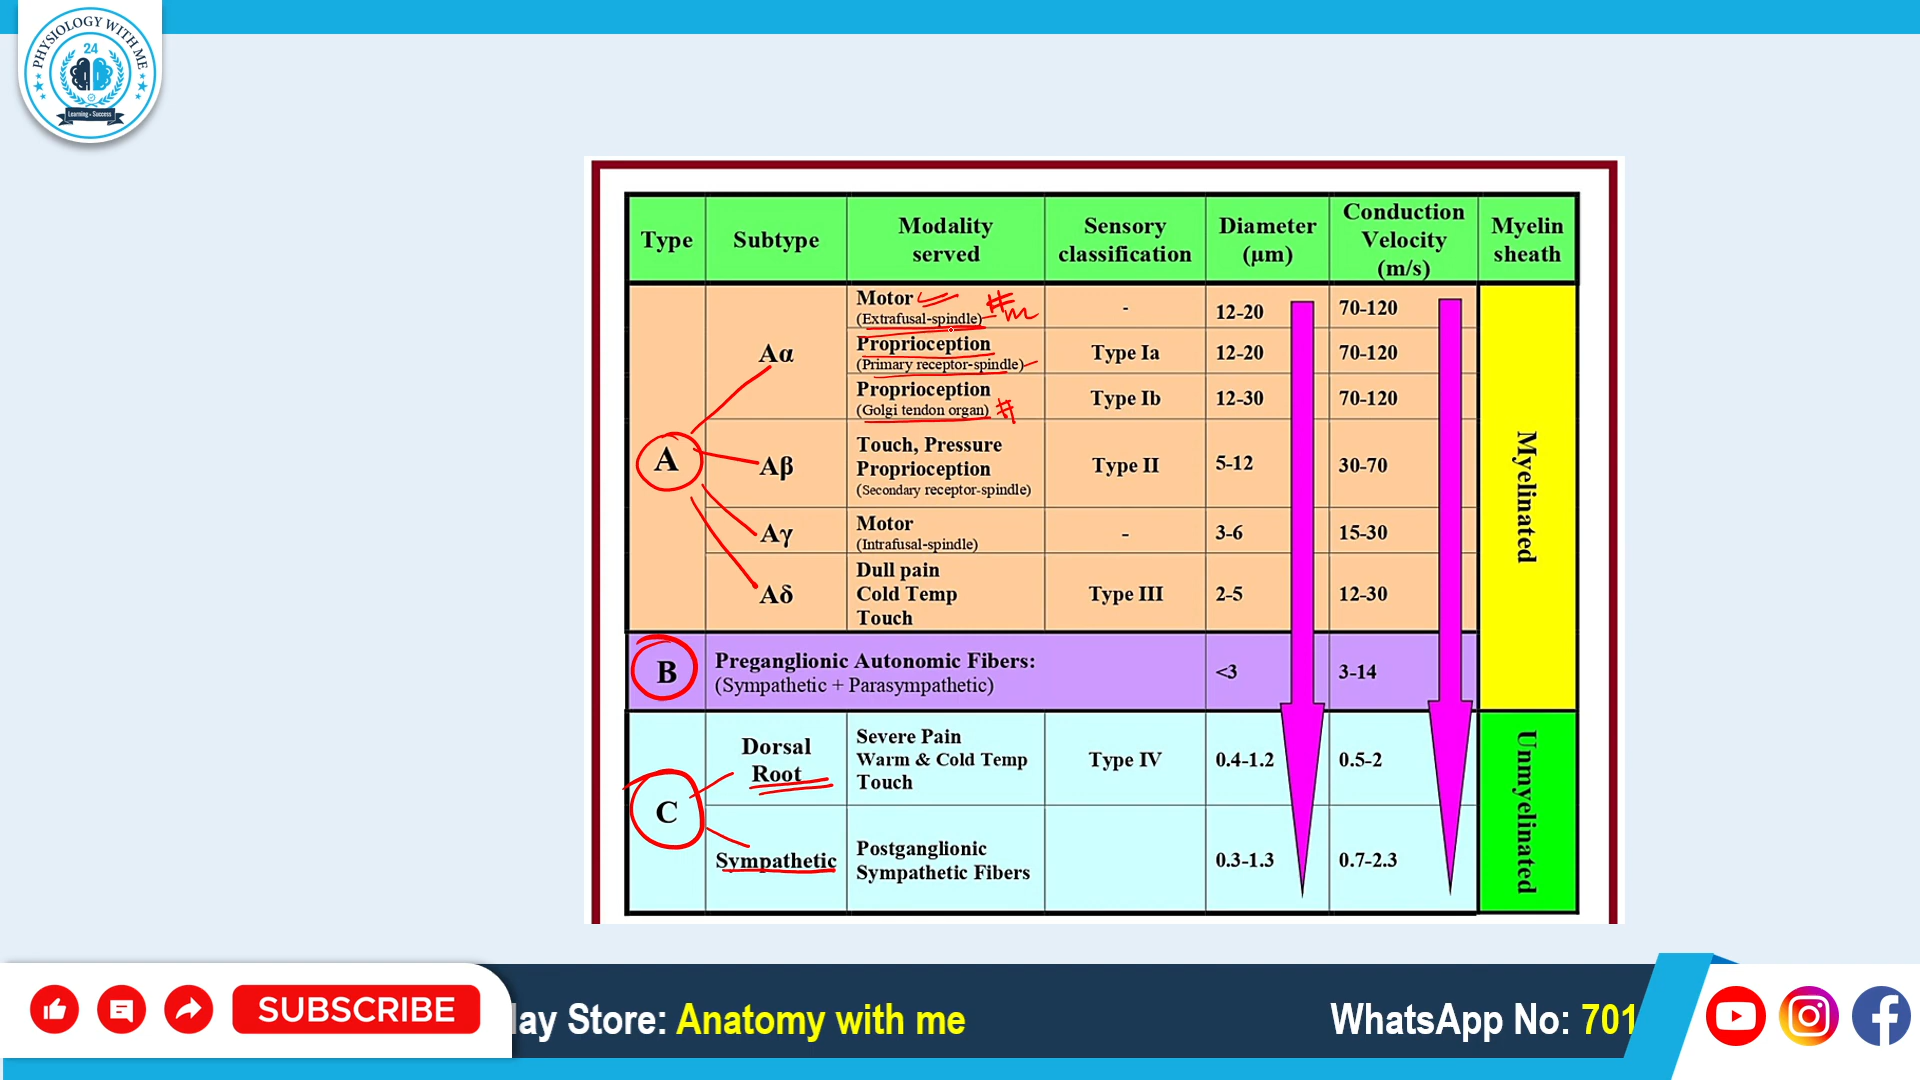 PHYSIOLOGY WITH ME
24
Learning - Success
Type
Subtype
Modality
served
Sensory
classification
Diameter
(µm)
Conduction
Velocity
(m/s)
Myelin
sheath
A
Aα
Motor
(Extrafusal-spindle)
-
12-20
70-120
Proprioception
(Primary receptor-spindle)
Type Ia
12-20
70-120
Proprioception
(Golgi tendon organ)
Type Ib
12-30
70-120
Aβ
Touch, Pressure
Proprioception
(Secondary receptor-spindle)
Type II
5-12
30-70
Aγ
Motor
(Intrafusal-spindle)
-
3-6
15-30
Aδ
Dull pain
Cold Temp
Touch
Type III
2-5
12-30
Myelinated
B
Preganglionic Autonomic Fibers:
(Sympathetic + Parasympathetic)
<3
3-14
C
Dorsal
Root
Severe Pain
Warm & Cold Temp
Touch
Type IV
0.4-1.2
0.5-2
Sympathetic
Postganglionic
Sympathetic Fibers
0.3-1.3
0.7-2.3
Unmyelinated
SUBSCRIBE
lay Store: Anatomy with me
WhatsApp No: 701